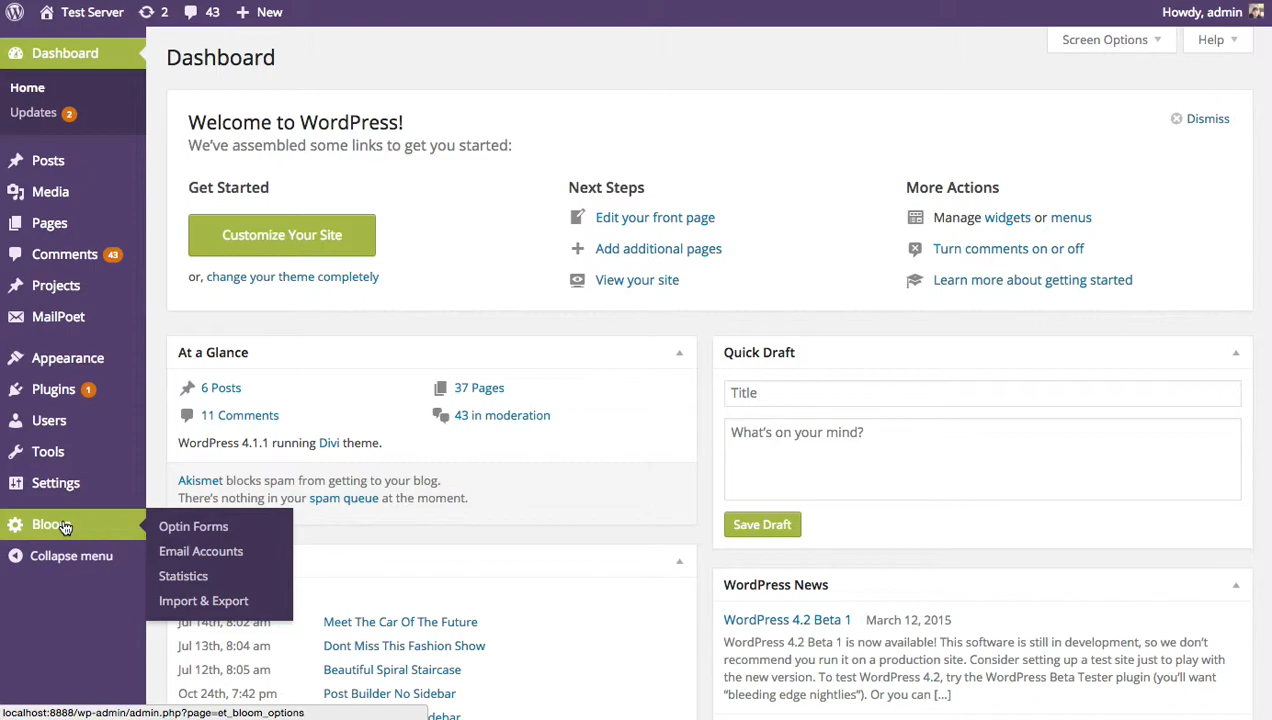 Test Server 2 43 New Howdy, admin
Dashboard
Home
Updates 2
Posts
Media
Pages
Comments 43
Projects
MailPoet
Appearance
Plugins 1
Users
Tools
Settings
Collapse menu
Optin Forms
Email Accounts
Statistics
Import & Export
Dashboard
Screen Options Help
Welcome to WordPress!
We've assembled some links to get you started:
Dismiss
Get Started
Customize Your Site
or, change your theme completely
Next Steps
Edit your front page
Add additional pages
View your site
More Actions
Manage widgets or menus
Turn comments on or off
Learn more about getting started
At a Glance
6 Posts 37 Pages
11 Comments 43 in moderation
WordPress 4.1.1 running Divi theme.
Akismet blocks spam from getting to your blog.
There's nothing in your spam queue at the moment.
Jul 14th, 8:02 am Meet The Car Of The Future
Jul 13th, 8:04 am Dont Miss This Fashion Show
Jul 12th, 8:05 am Beautiful Spiral Staircase
Oct 24th, 7:42 pm Post Builder No Sidebar
Quick Draft
Title
What's on your mind?
Save Draft
WordPress News
WordPress 4.2 Beta 1 March 12, 2015
WordPress 4.2 Beta 1 is now available! This software is still in development, so we don't
recommend you run it on a production site. Consider setting up a test site just to play with
the new version. To test WordPress 4.2, try the WordPress Beta Tester plugin (you'll want
"bleeding edge nightlies"). Or you can [...]
localhost:8888/wp-admin/admin.php?page=et_bloom_options